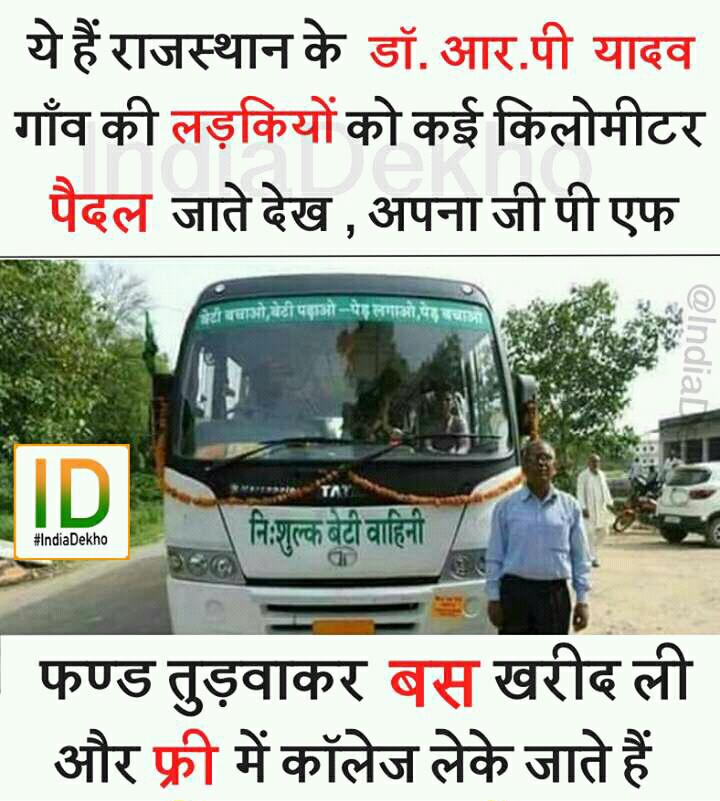 ये हैं राजस्थान के डॉ. आर.पी यादव
गाँव की लड़कियों को कई किलोमीटर
पैदल जाते देख , अपना जी पी एफ
IndiaDekho
बेटी बचाओ,बेटी पढ़ाओ –पेड़ लगाओ,पेड़ बचाओ
@IndiaD
TATA
निःशुल्क बेटी वाहिनी
ID
#IndiaDekho
फण्ड तुड़वाकर बस खरीद ली
और फ्री में कॉलेज लेके जाते हैं